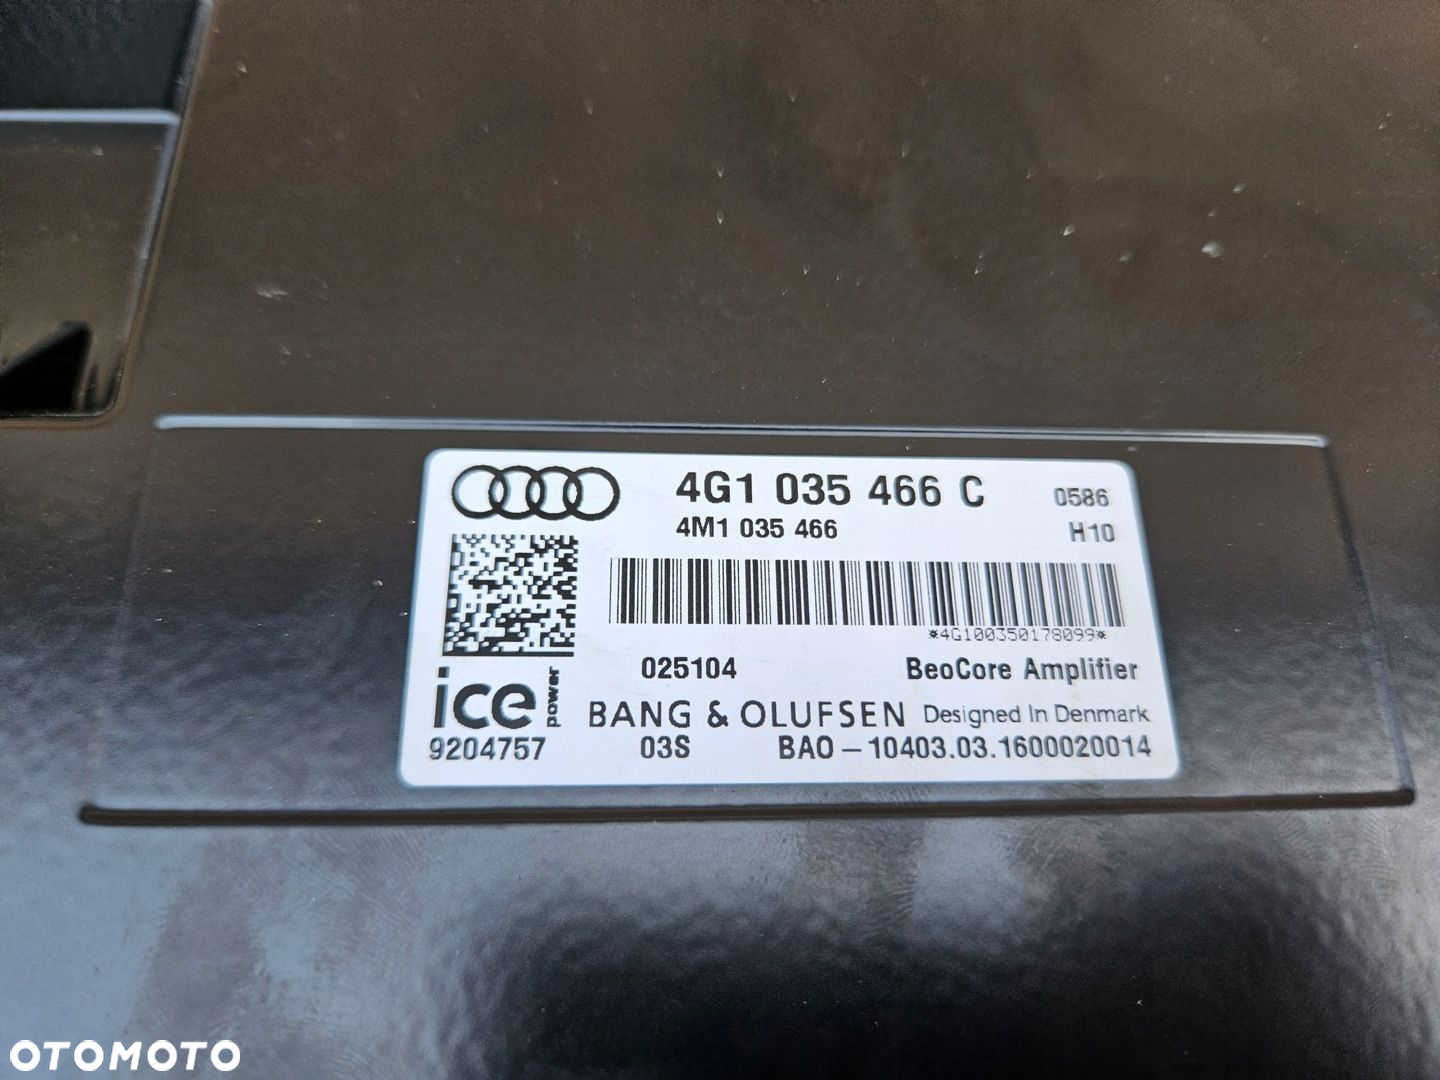 4G1 035 466 C 0586
4M1 035 466 H10
*4G100350178099*
025104 BeoCore Amplifier
ice power
BANG & OLUFSEN Designed In Denmark
9204757 03S BAO-10403.03.1600020014
OTOMOTO